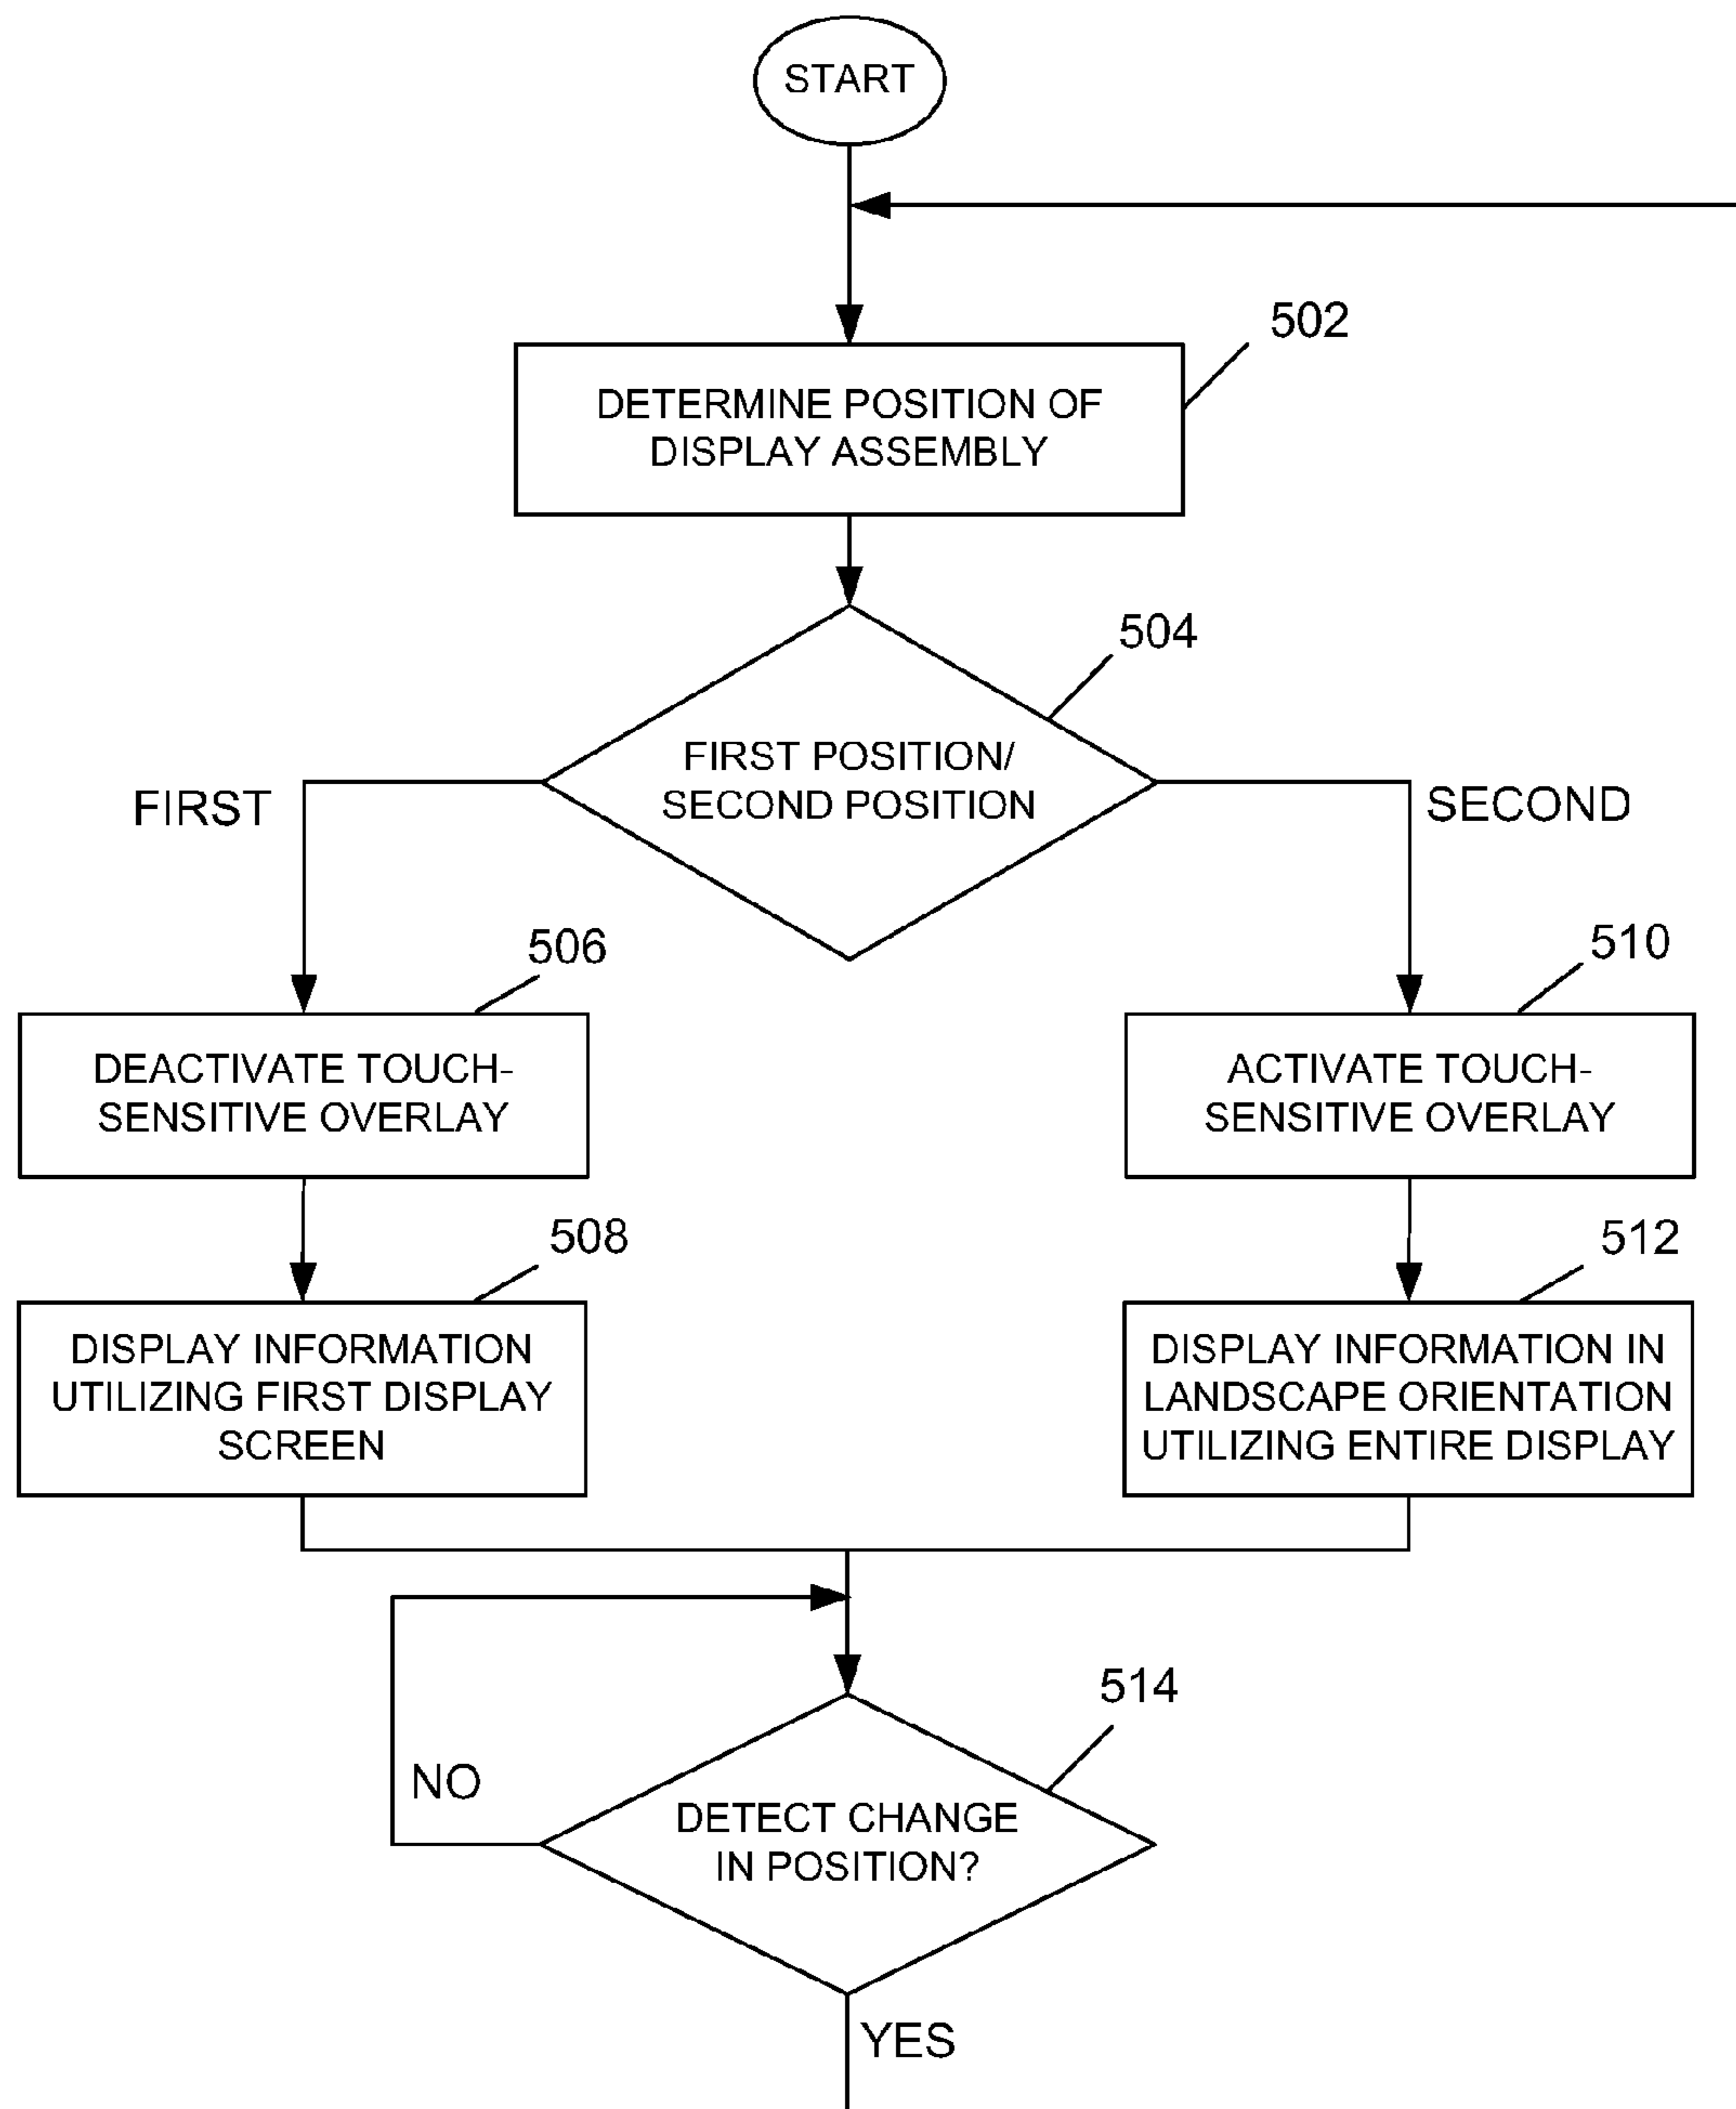 START
502
DETERMINE POSITION OF
DISPLAY ASSEMBLY
504
FIRST POSITION/
SECOND POSITION
FIRST
SECOND
506
510
DEACTIVATE TOUCH-
SENSITIVE OVERLAY
ACTIVATE TOUCH-
SENSITIVE OVERLAY
508
512
DISPLAY INFORMATION
UTILIZING FIRST DISPLAY
SCREEN
DISPLAY INFORMATION IN
LANDSCAPE ORIENTATION
UTILIZING ENTIRE DISPLAY
514
NO
DETECT CHANGE
IN POSITION?
YES